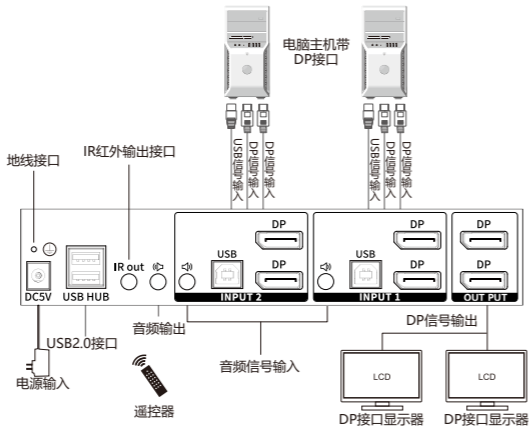 电脑主机带
DP接口
USB信号输入
DP信号输入
DP信号输入
USB信号输入
DP信号输入
DP信号输入
地线接口
IR红外输出接口
DP
DP
DP
IR out
USB
DP
USB
DP
DP
DC5V
USB HUB
INPUT 2
INPUT 1
OUT PUT
音频输出
DP信号输出
USB2.0接口
音频信号输入
电源输入
LCD
LCD
遥控器
DP接口显示器
DP接口显示器